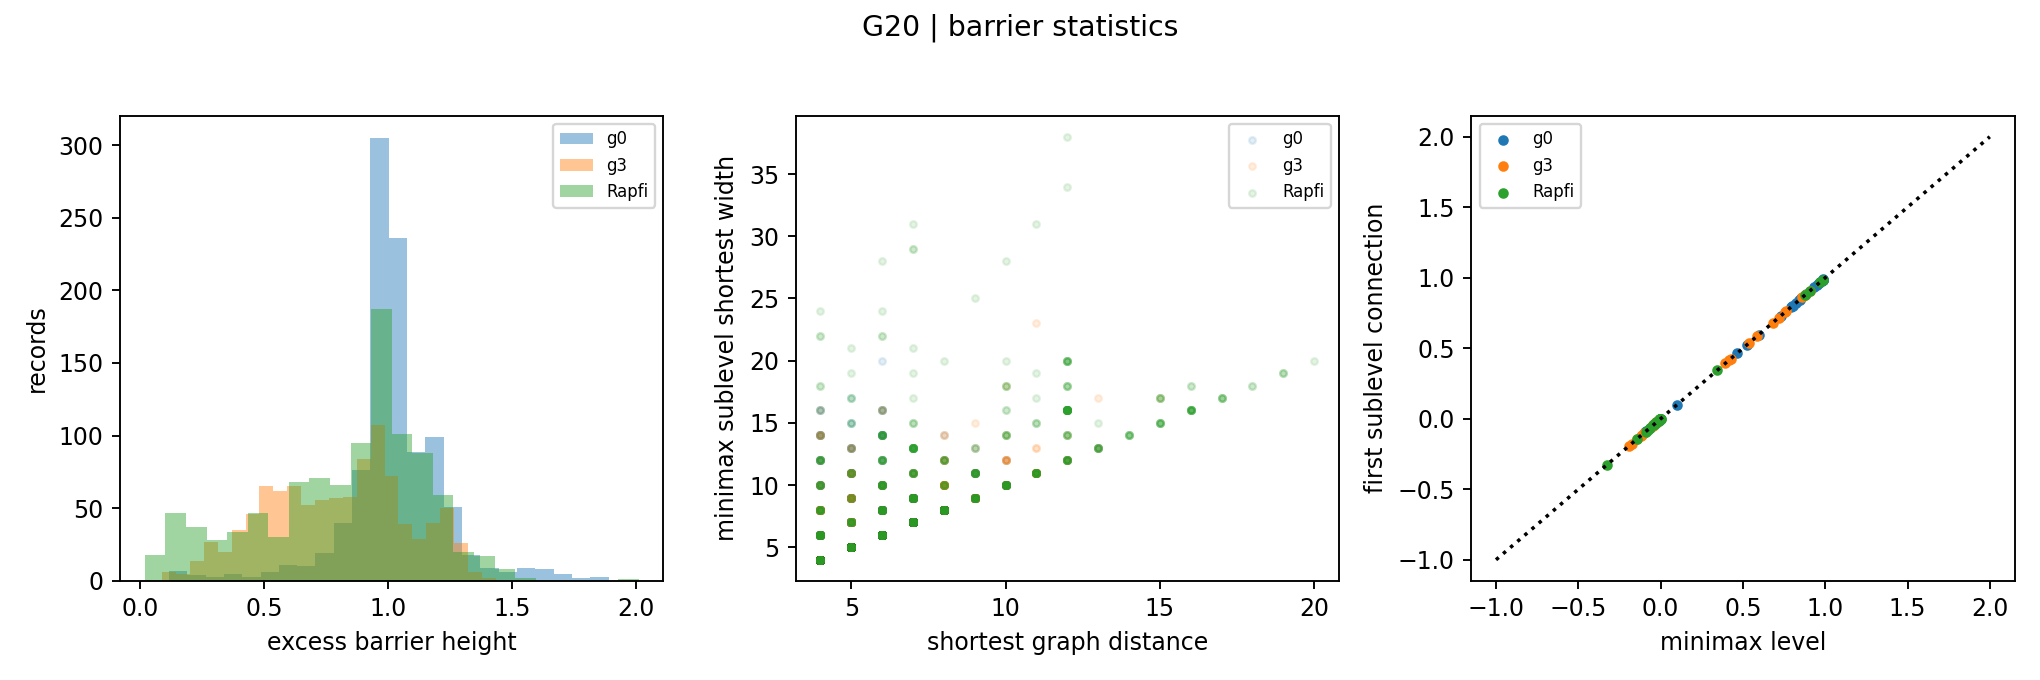 G20 | barrier statistics
records
300
250
200
150
100
50
0
0.0 0.5 1.0 1.5 2.0
excess barrier height
g0
g3
Rapfi
minimax sublevel shortest width
35
30
25
20
15
10
5
5 10 15 20
shortest graph distance
g0
g3
Rapfi
first sublevel connection
2.0
1.5
1.0
0.5
0.0
−0.5
−1.0
−1.0 −0.5 0.0 0.5 1.0 1.5 2.0
minimax level
g0
g3
Rapfi